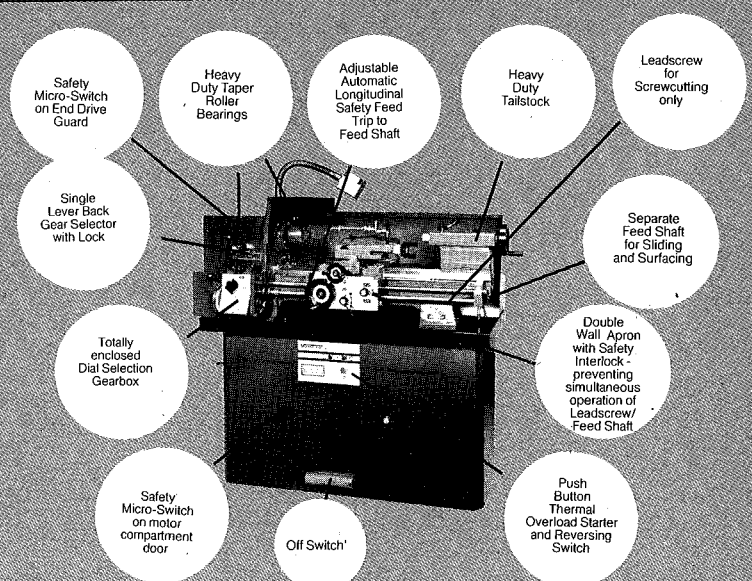 Safety
Micro-Switch
on End Drive
Guard
Heavy
Duty Taper
Roller
Bearings
Adjustable
Automatic
Longitudinal
Safety Feed
Trip to
Feed Shaft
Heavy
Duty
Tailstock
Leadscrew
for
Screwcutting
only
Single
Lever Back
Gear Selector
with Lock
Separate
Feed Shaft
for Sliding
and Surfacing
Totally
enclosed
Dial Selection
Gearbox
Double
Wall Apron
with Safety
Interlock -
preventing
simultaneous
operation of
Leadscrew/
Feed Shaft
Safety
Micro-Switch
on motor
compartment
door
Off Switch'
Push
Button
Thermal
Overload Starter
and Reversing
Switch